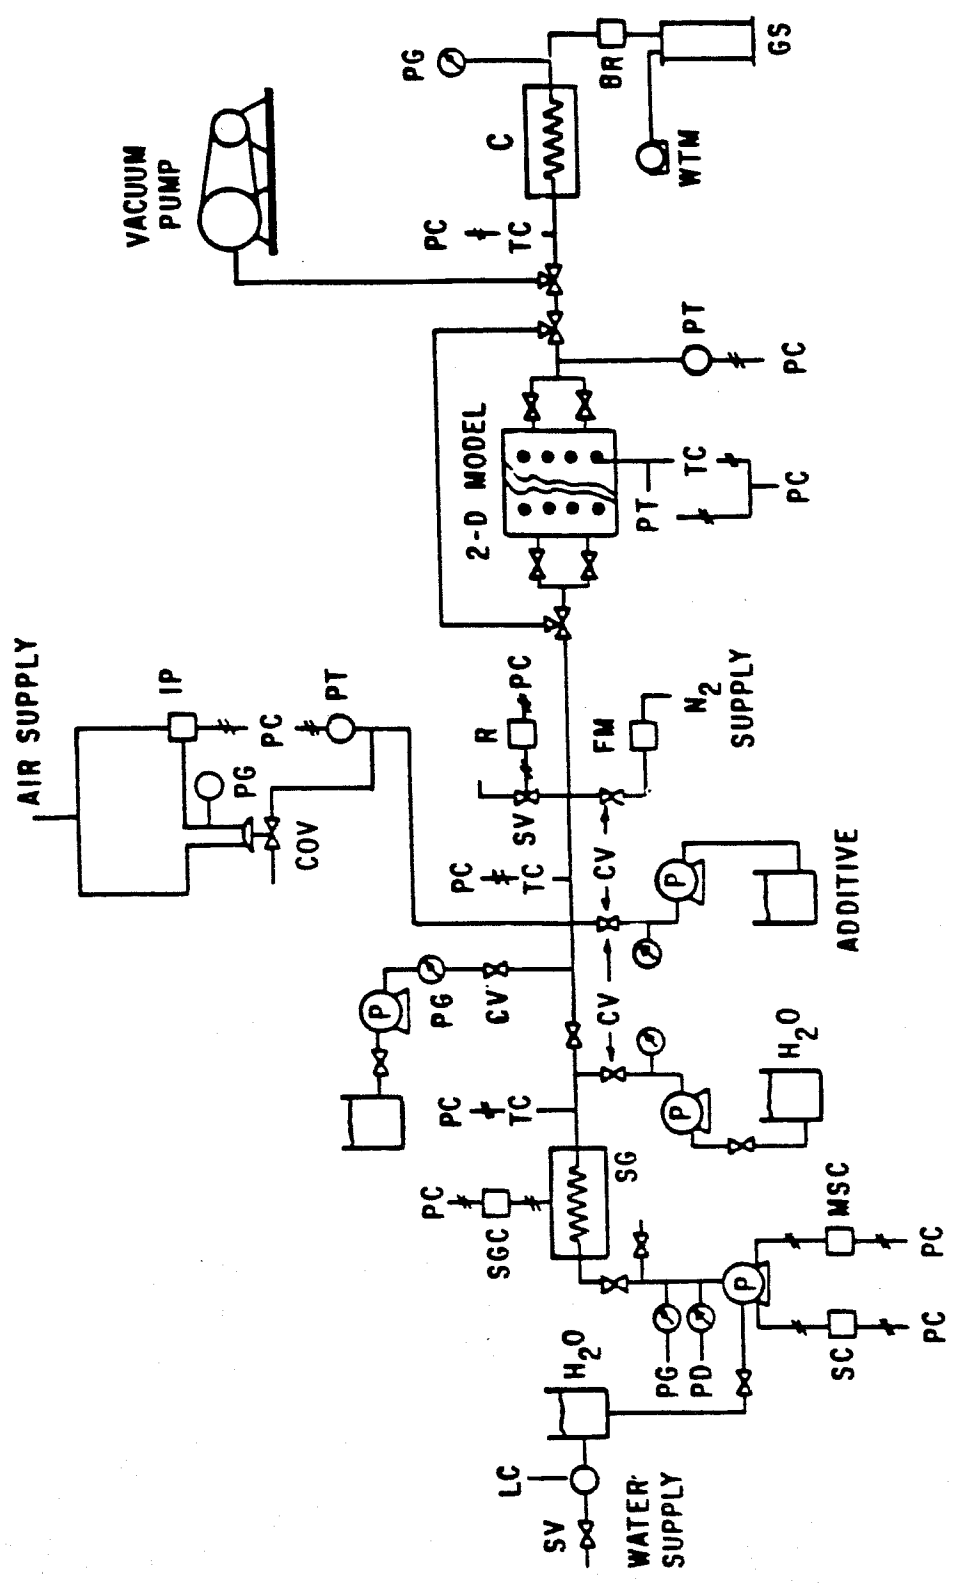 AIR SUPPLY
VACUUM
PUMP
IP
PG
PC
COV
PT
P
PG
PC
PG
PC
PC
PC
2-D MODEL
SGC
CV
R
C
LC
TC
TC
PC
TC
SV
SV
H₂O
CV
CV
FM
BR
SG
WATER
SUPPLY
PT
PG
PD
P
P
TC
PT
WTM
N₂
SUPPLY
P
H₂O
PC
PC
GS
SC
MSC
ADDITIVE
PC
PC